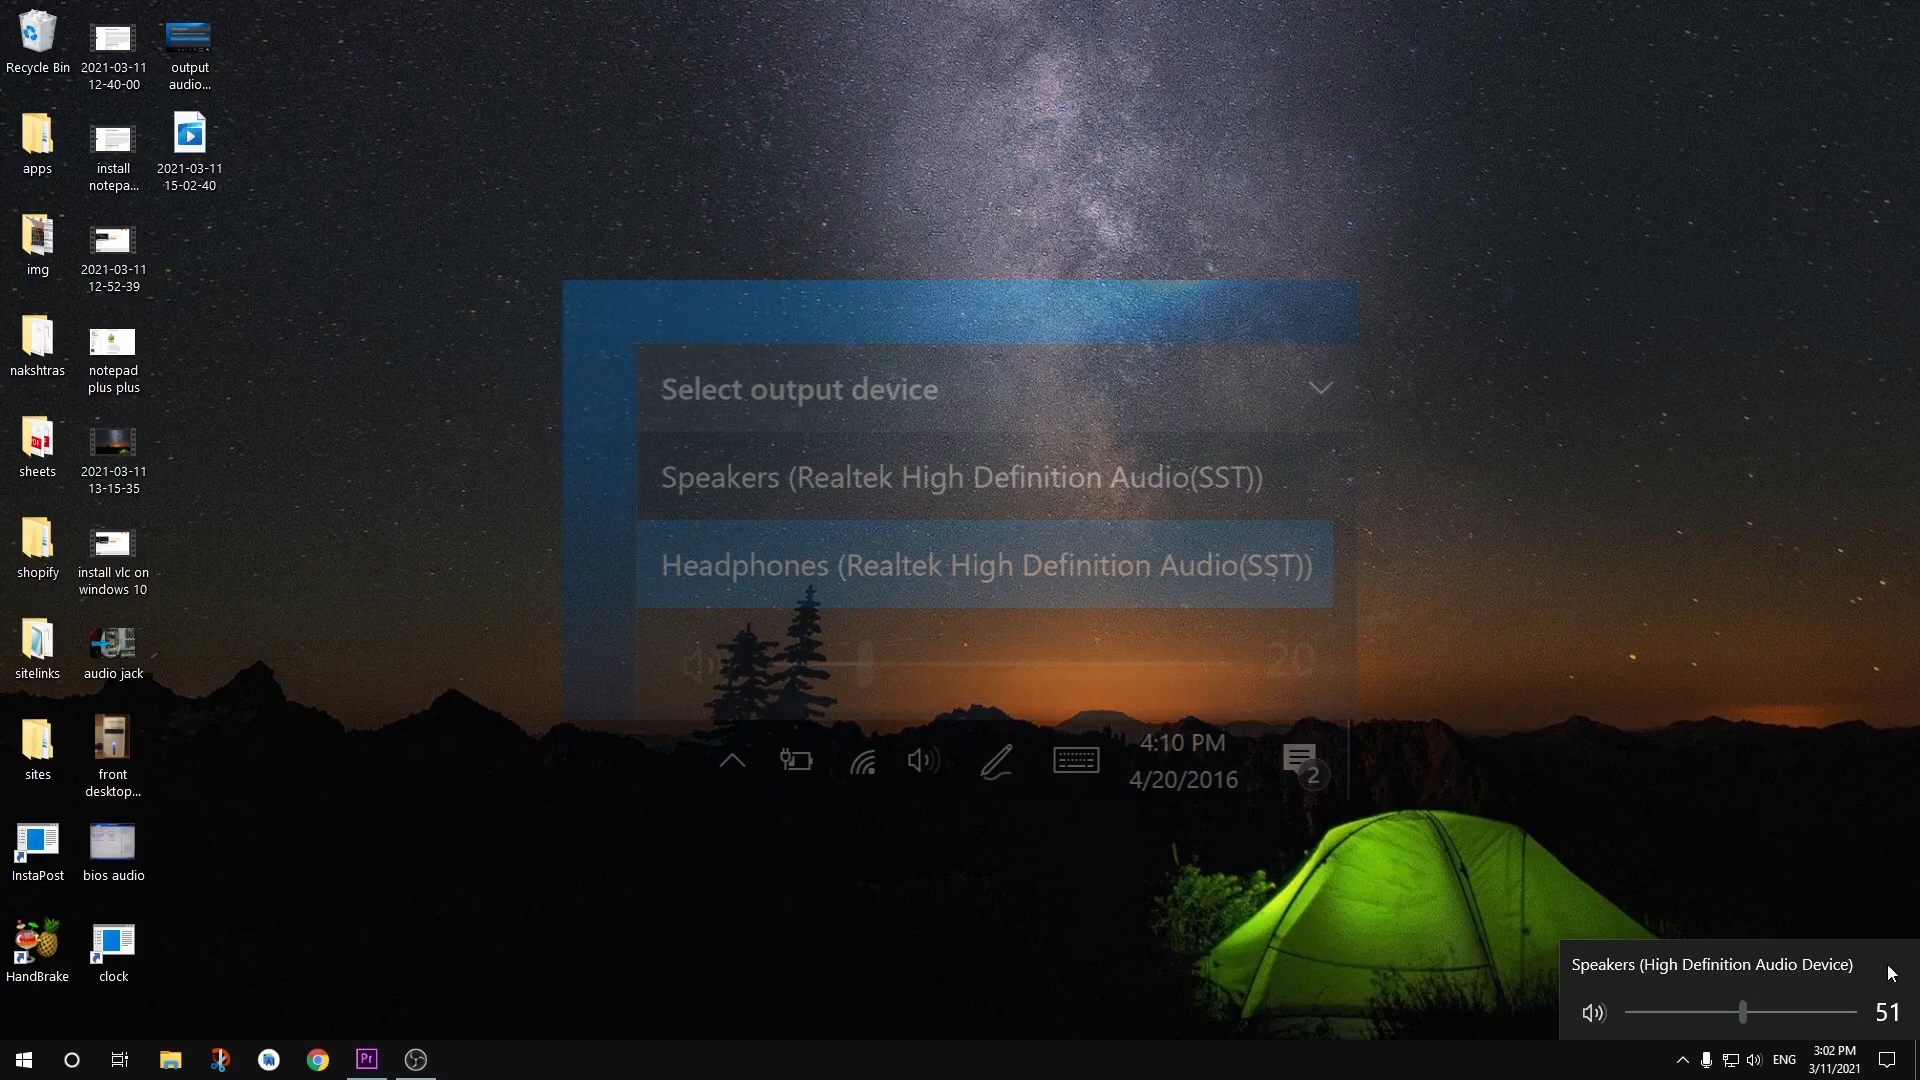 Recycle Bin
2021-03-11
12-40-00
output
audio...
apps
install
notepa...
2021-03-11
15-02-40
img
2021-03-11
12-52-39
nakshtras
notepad
plus plus
sheets
2021-03-11
13-15-35
shopify
install vlc on
windows 10
sitelinks
audio jack
sites
front
desktop...
InstaPost
bios audio
HandBrake
clock
Select output device
Speakers (Realtek High Definition Audio(SST))
Headphones (Realtek High Definition Audio(SST))
20
4:10 PM
4/20/2016
2
Speakers (High Definition Audio Device)
51
Pr
ENG
3:02 PM
3/11/2021